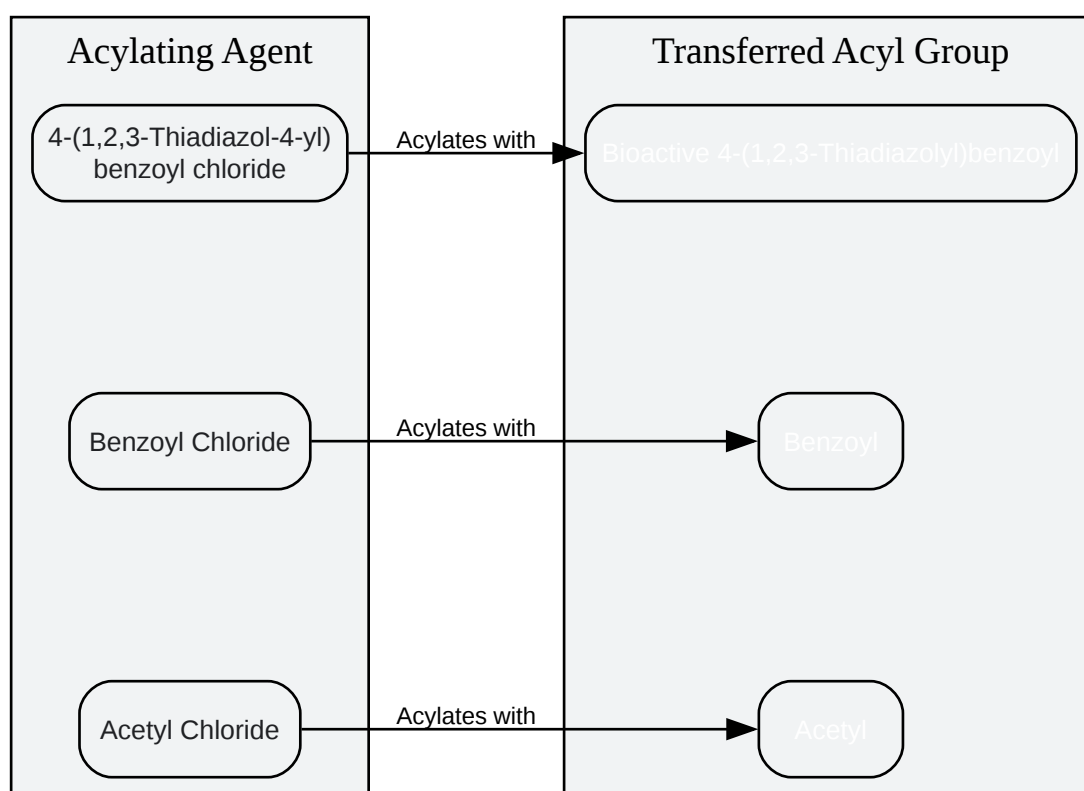 Acylating Agent
Transferred Acyl Group
4-(1,2,3-Thiadiazol-4-yl)
benzoyl chloride
Acylates with
Bioactive 4-(1,2,3-Thiadiazolyl)benzoyl
Benzoyl Chloride
Acylates with
Benzoyl
Acetyl Chloride
Acylates with
Acetyl